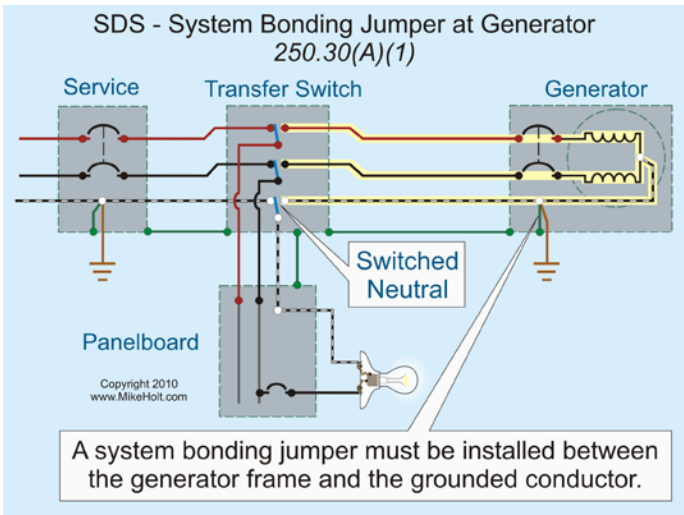 SDS - System Bonding Jumper at Generator
250.30(A)(1)
Service
Transfer Switch
Generator
Switched
Neutral
Panelboard
Copyright 2010
www.MikeHolt.com
A system bonding jumper must be installed between
the generator frame and the grounded conductor.